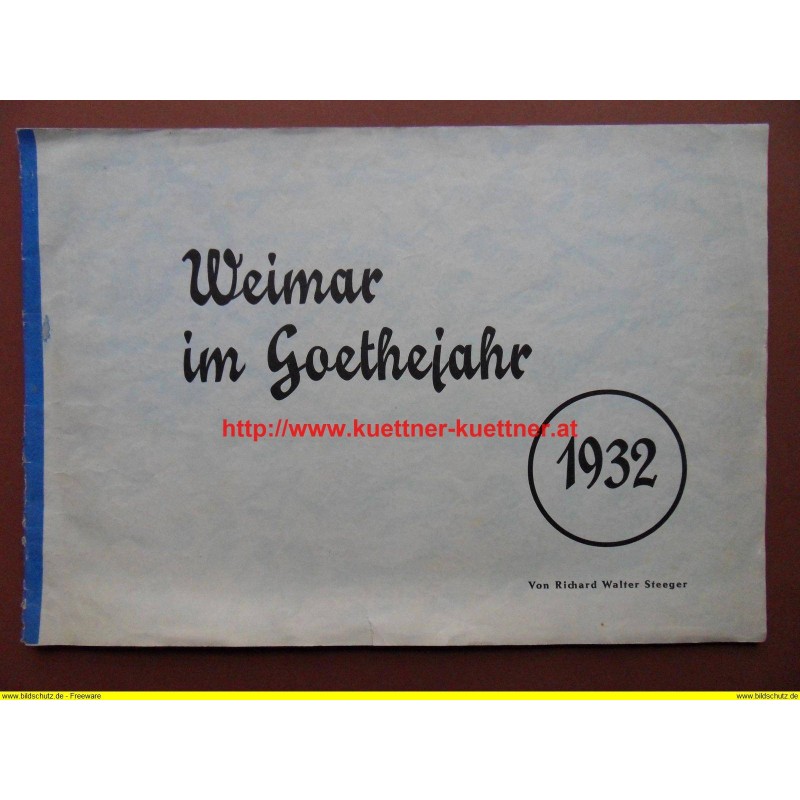 Weimar
im Goethejahr
http://www.kuettner-kuettner.at
1932
Von Richard Walter Steeger
www.bildschutz.de - Freeware
www.bildschutz.de